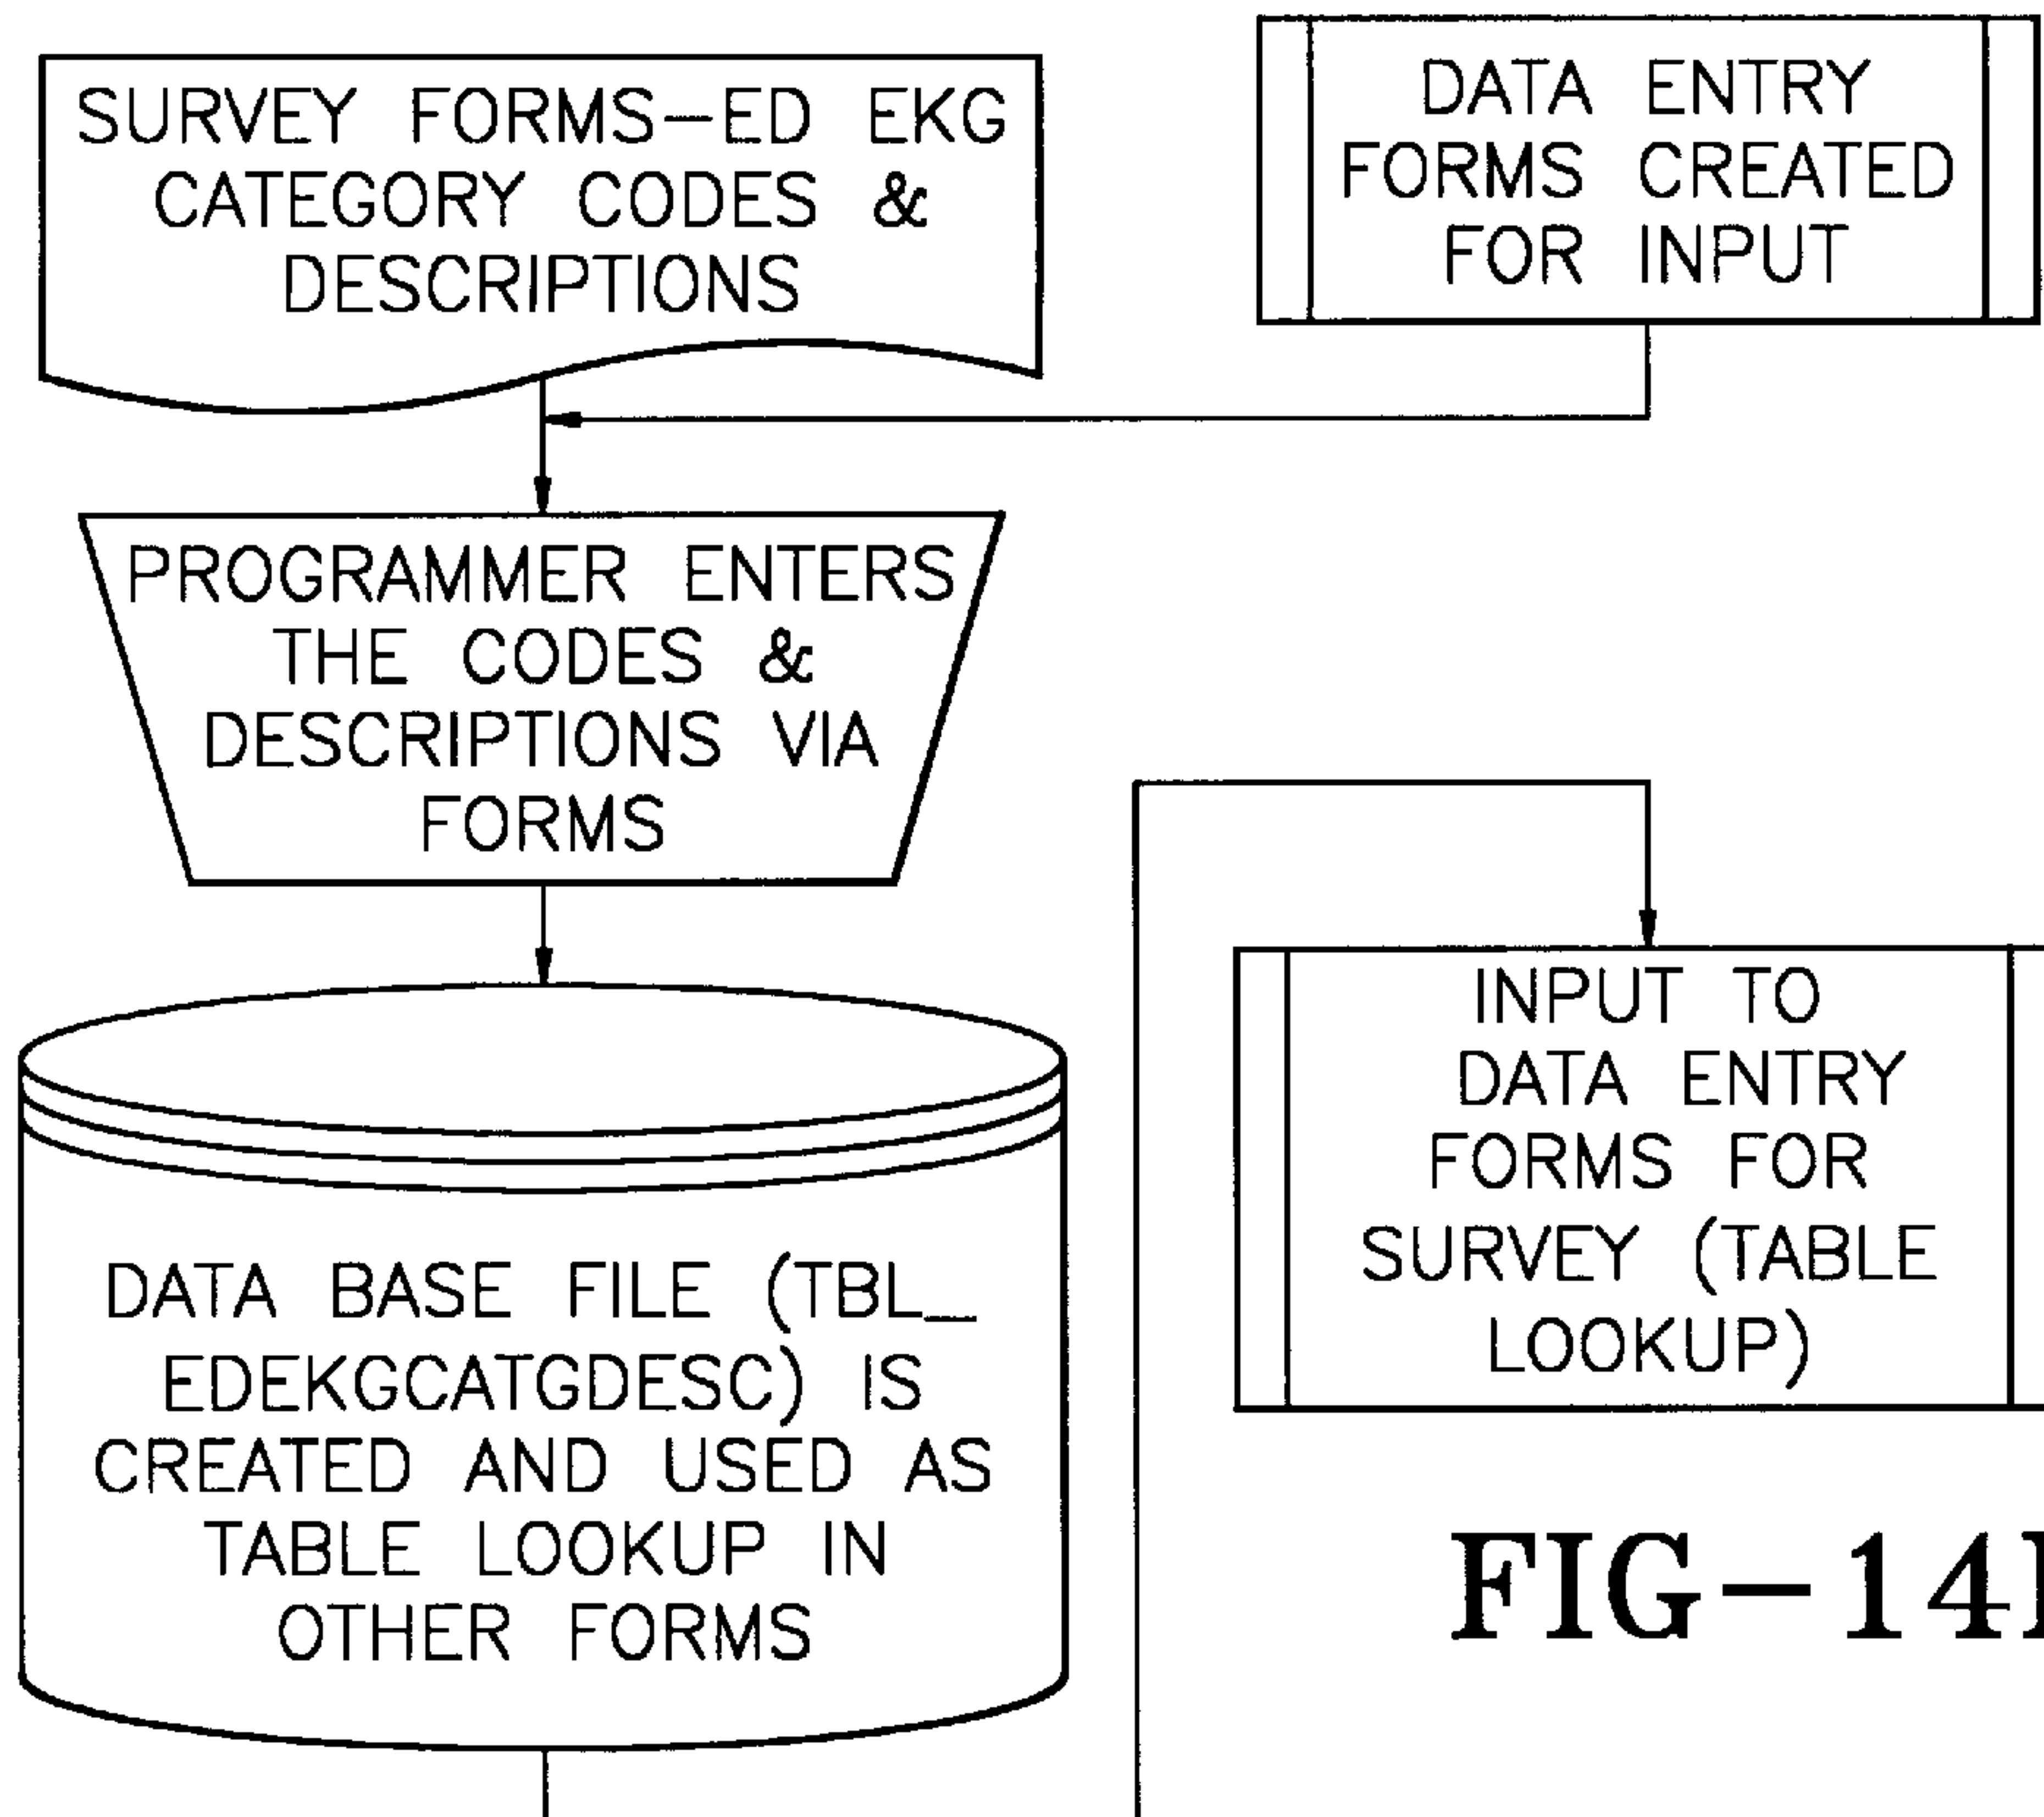 SURVEY FORMS-ED EKG
CATEGORY CODES &
DESCRIPTIONS
DATA ENTRY
FORMS CREATED
FOR INPUT
PROGRAMMER ENTERS
THE CODES &
DESCRIPTIONS VIA
FORMS
DATA BASE FILE (TBL_
EDEKGCATGDESC) IS
CREATED AND USED AS
TABLE LOOKUP IN
OTHER FORMS
INPUT TO
DATA ENTRY
FORMS FOR
SURVEY (TABLE
LOOKUP)
FIG-14